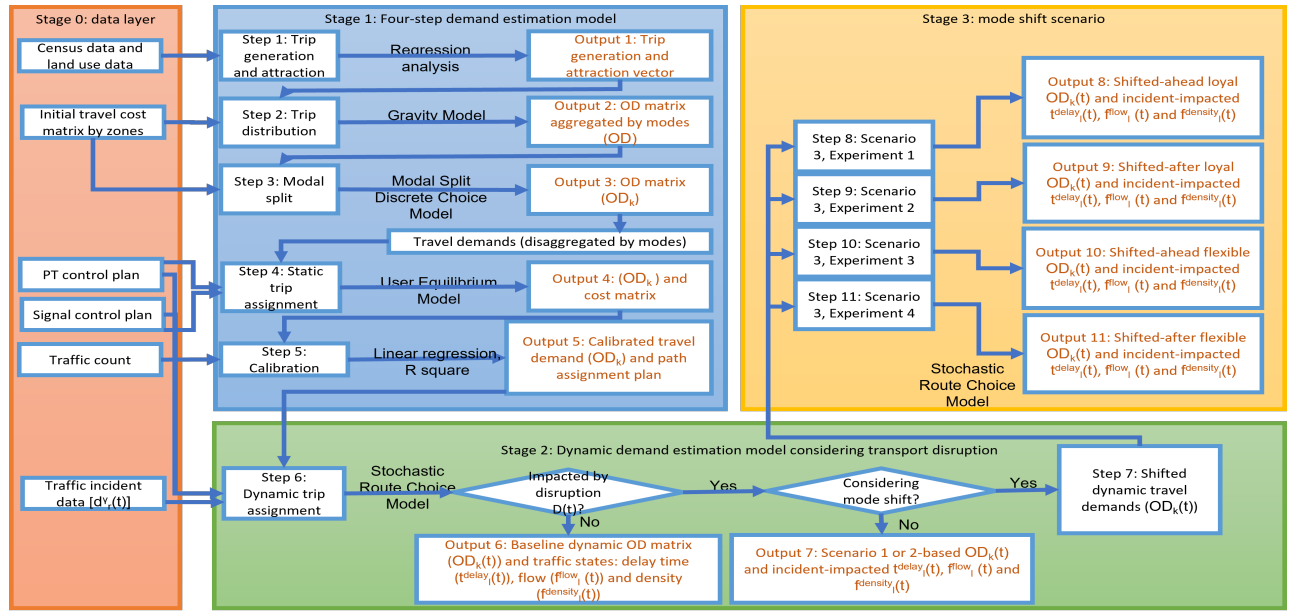 Stage 0: data layer
Census data and
land use data
Initial travel cost
matrix by zones
PT control plan
Signal control plan
Traffic count
Traffic incident
data [dᵞᵣ(t)]
Stage 1: Four-step demand estimation model
Step 1: Trip
generation
and attraction
Regression
analysis
Output 1: Trip
generation and
attraction vector
Step 2: Trip
distribution
Gravity Model
Output 2: OD matrix
aggregated by modes
(OD)
Step 3: Modal
split
Modal Split
Discrete Choice
Model
Output 3: OD matrix
(ODₖ)
Travel demands (disaggregated by modes)
Step 4: Static
trip
assignment
User Equilibrium
Model
Output 4: (ODₖ ) and
cost matrix
Step 5:
Calibration
Linear regression,
R square
Output 5: Calibrated travel
demand (ODₖ) and path
assignment plan
Stage 2: Dynamic demand estimation model considering transport disruption
Step 6:
Dynamic trip
assignment
Stochastic
Route Choice
Model
Impacted by
disruption
D(t)?
Yes
No
Considering
mode shift?
Yes
No
Step 7: Shifted
dynamic travel
demands (ODₖ(t))
Output 6: Baseline dynamic OD matrix
(ODₖ(t)) and traffic states: delay time
(tᵈᵉˡᵃʸₗ(t)), flow (fᶠˡᵒʷₗ (t)) and density
(fᵈᵉⁿˢⁱᵗʸₗ(t))
Output 7: Scenario 1 or 2-based ODₖ(t)
and incident-impacted tᵈᵉˡᵃʸₗ(t), fᶠˡᵒʷₗ (t) and
fᵈᵉⁿˢⁱᵗʸₗ(t)
Stage 3: mode shift scenario
Step 8: Scenario
3, Experiment 1
Step 9: Scenario
3, Experiment 2
Step 10: Scenario
3, Experiment 3
Step 11: Scenario
3, Experiment 4
Stochastic
Route Choice
Model
Output 8: Shifted-ahead loyal
ODₖ(t) and incident-impacted
tᵈᵉˡᵃʸₗ(t), fᶠˡᵒʷₗ (t) and fᵈᵉⁿˢⁱᵗʸₗ(t)
Output 9: Shifted-after loyal
ODₖ(t) and incident-impacted
tᵈᵉˡᵃʸₗ(t), fᶠˡᵒʷₗ (t) and fᵈᵉⁿˢⁱᵗʸₗ(t)
Output 10: Shifted-ahead flexible
ODₖ(t) and incident-impacted
tᵈᵉˡᵃʸₗ(t), fᶠˡᵒʷₗ (t) and fᵈᵉⁿˢⁱᵗʸₗ(t)
Output 11: Shifted-after flexible
ODₖ(t) and incident-impacted
tᵈᵉˡᵃʸₗ(t), fᶠˡᵒʷₗ (t) and fᵈᵉⁿˢⁱᵗʸₗ(t)